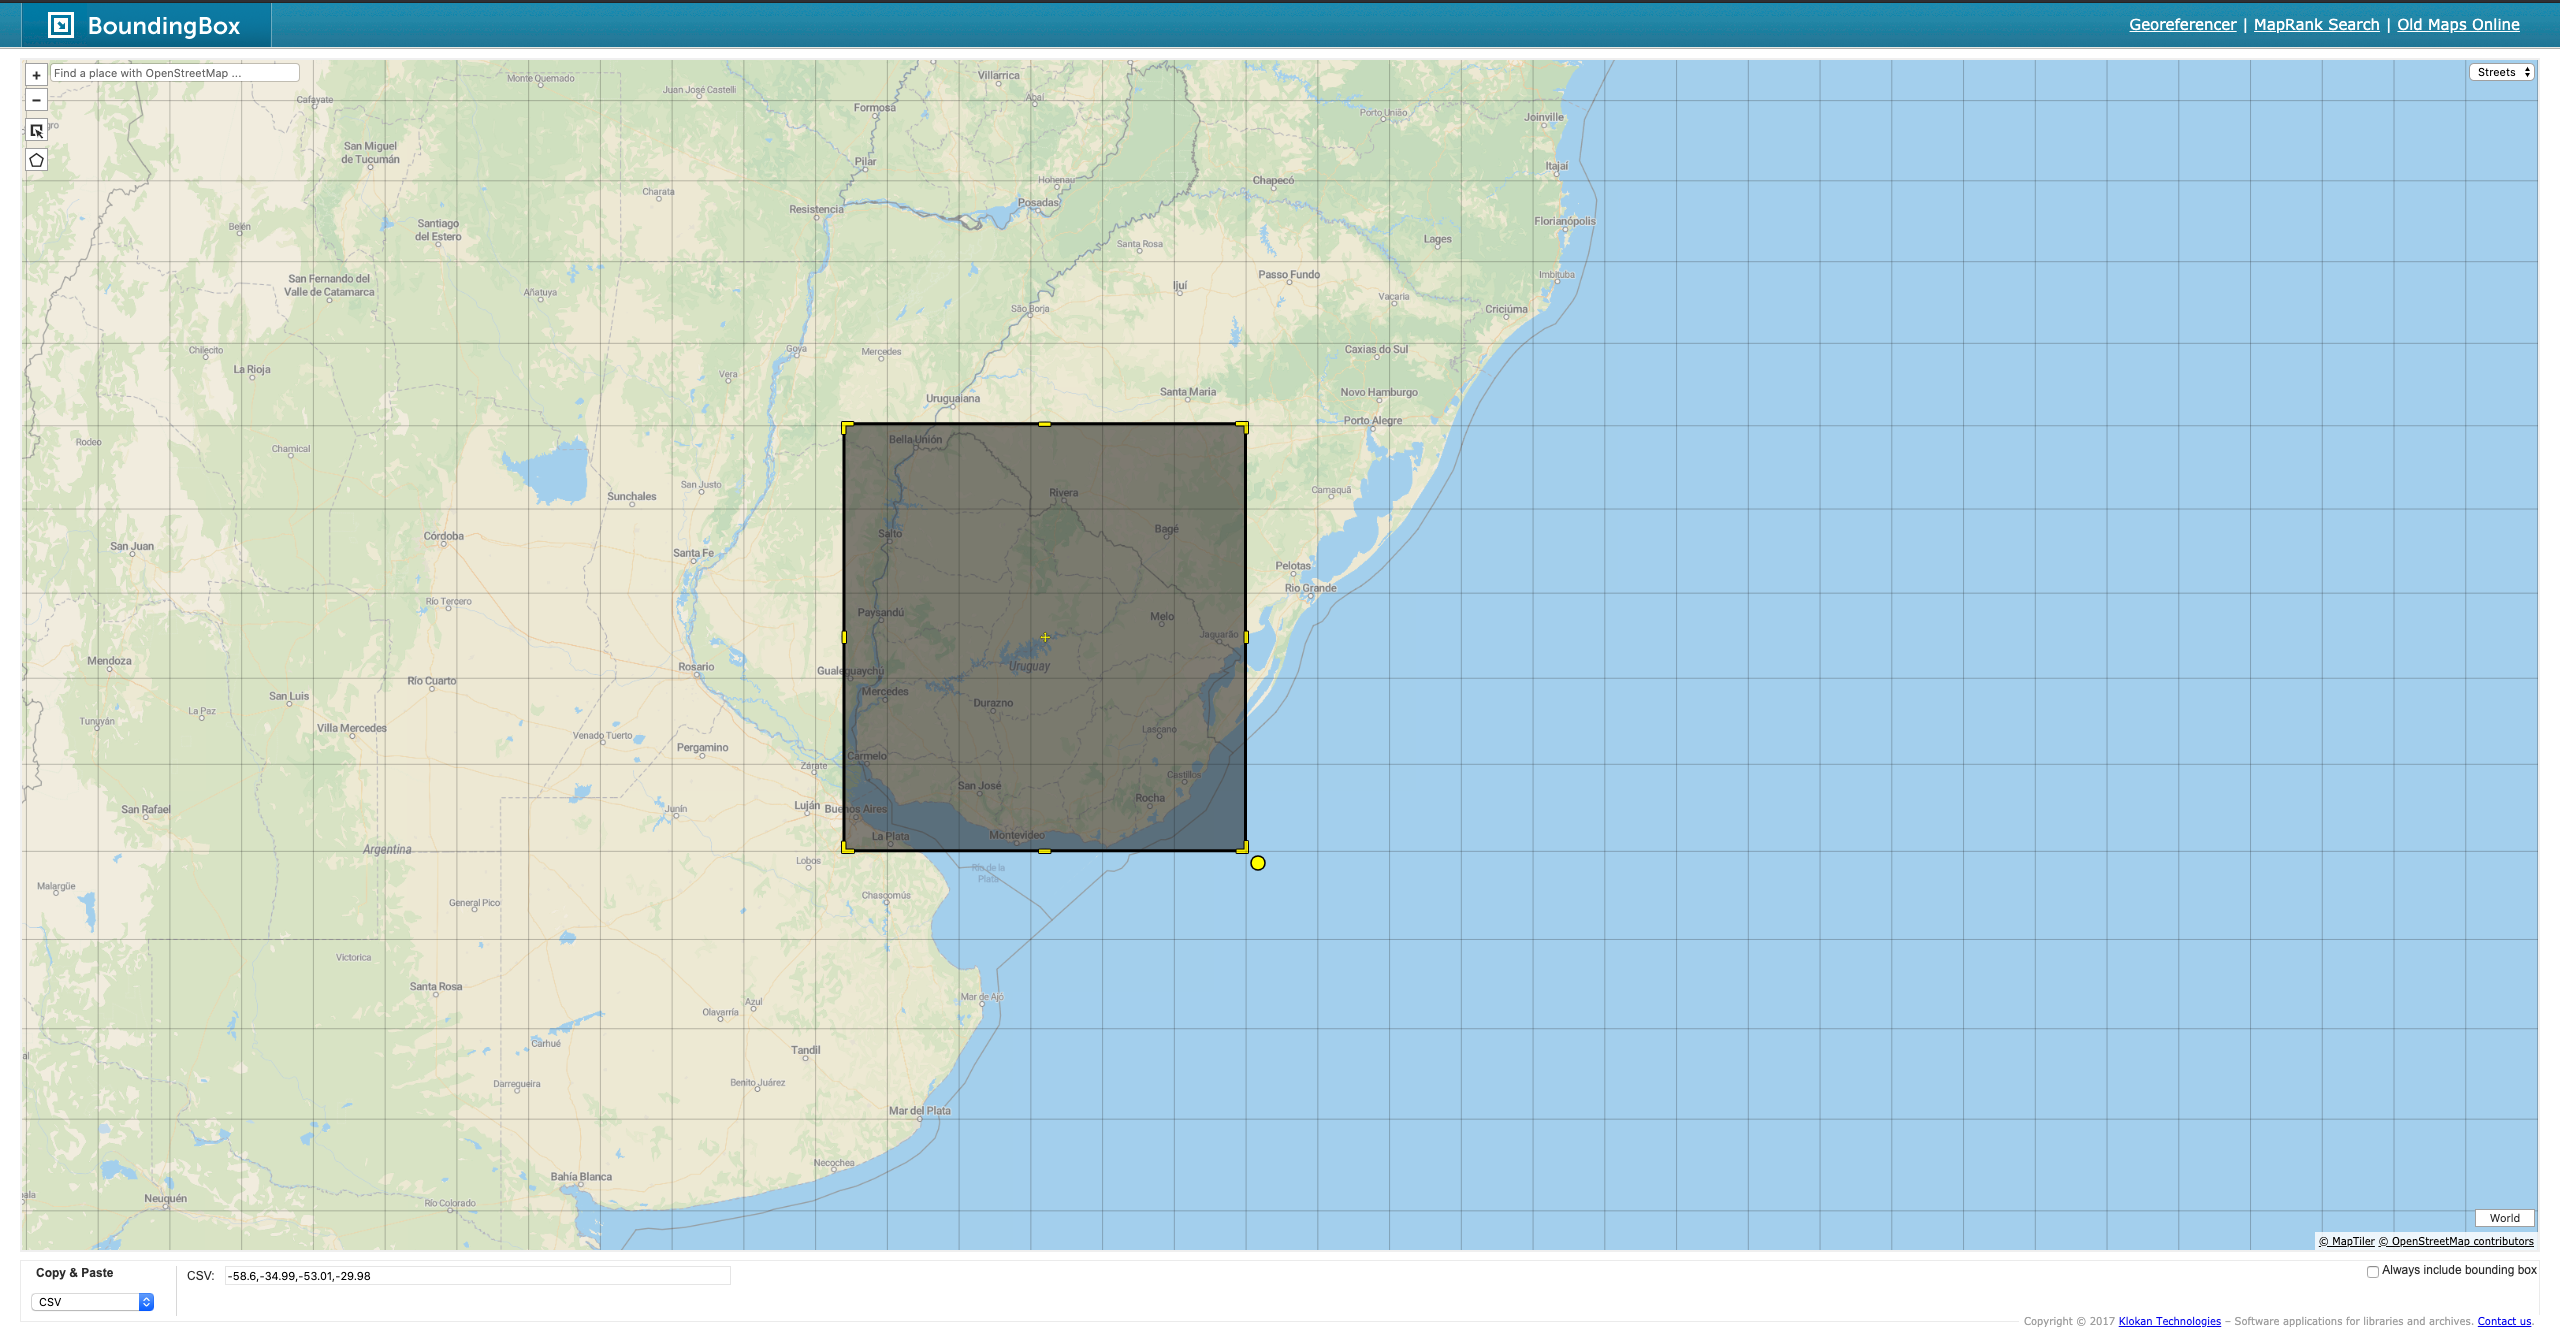 BoundingBox
Georeferencer | MapRank Search | Old Maps Online
+
Find a place with OpenStreetMap ...
Streets
−
Monte Quemado
Juan José Castelli
Villarrica
Cafayate
Formosa
Abaí
Porto União
Joinville
San Miguel
de Tucumán
Pilar
Itajaí
Charata
Hohenau
Chapecó
Resistencia
Posadas
Belén
Santiago
del Estero
Santa Rosa
Lages
Florianópolis
San Fernando del
Valle de Catamarca
Añatuya
Ijuí
Passo Fundo
Imbituba
São Borja
Vacaria
Criciúma
Chilecito
Goya
Mercedes
Caxias do Sul
La Rioja
Vera
Uruguaiana
Santa Maria
Novo Hamburgo
Porto Alegre
Rodeo
Chamical
Bella Unión
San Justo
Sunchales
Rivera
Camaquã
San Juan
Córdoba
Santa Fe
Salto
Bagé
Pelotas
Rio Grande
Río Tercero
Paysandú
Melo
Jaguarão
Mendoza
Río Cuarto
Rosario
Gualeguaychú
Uruguay
San Luis
Mercedes
Durazno
La Paz
Tunuyán
Villa Mercedes
Venado Tuerto
Pergamino
Lascano
Carmelo
Zárate
Castillos
San Rafael
Junín
Luján
Buenos Aires
San José
Rocha
La Plata
Montevideo
Argentina
Lobos
Río de la
Plata
Malargüe
Chascomús
General Pico
Victorica
Santa Rosa
Azul
Mar de Ajó
Olavarría
Carhué
Tandil
Darregueira
Benito Juárez
Mar del Plata
Necochea
Bahía Blanca
Neuquén
Río Colorado
World
© MapTiler © OpenStreetMap contributors
Copy & Paste
CSV: -58.6,-34.99,-53.01,-29.98
Always include bounding box
CSV
Copyright © 2017 Klokan Technologies – Software applications for libraries and archives. Contact us.